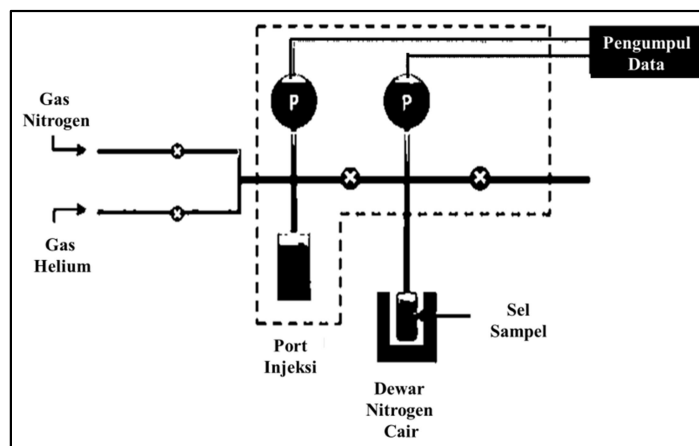 Pengumpul
Data
P
P
Gas
Nitrogen
Gas
Helium
Port
Injeksi
Sel
Sampel
Dewar
Nitrogen
Cair